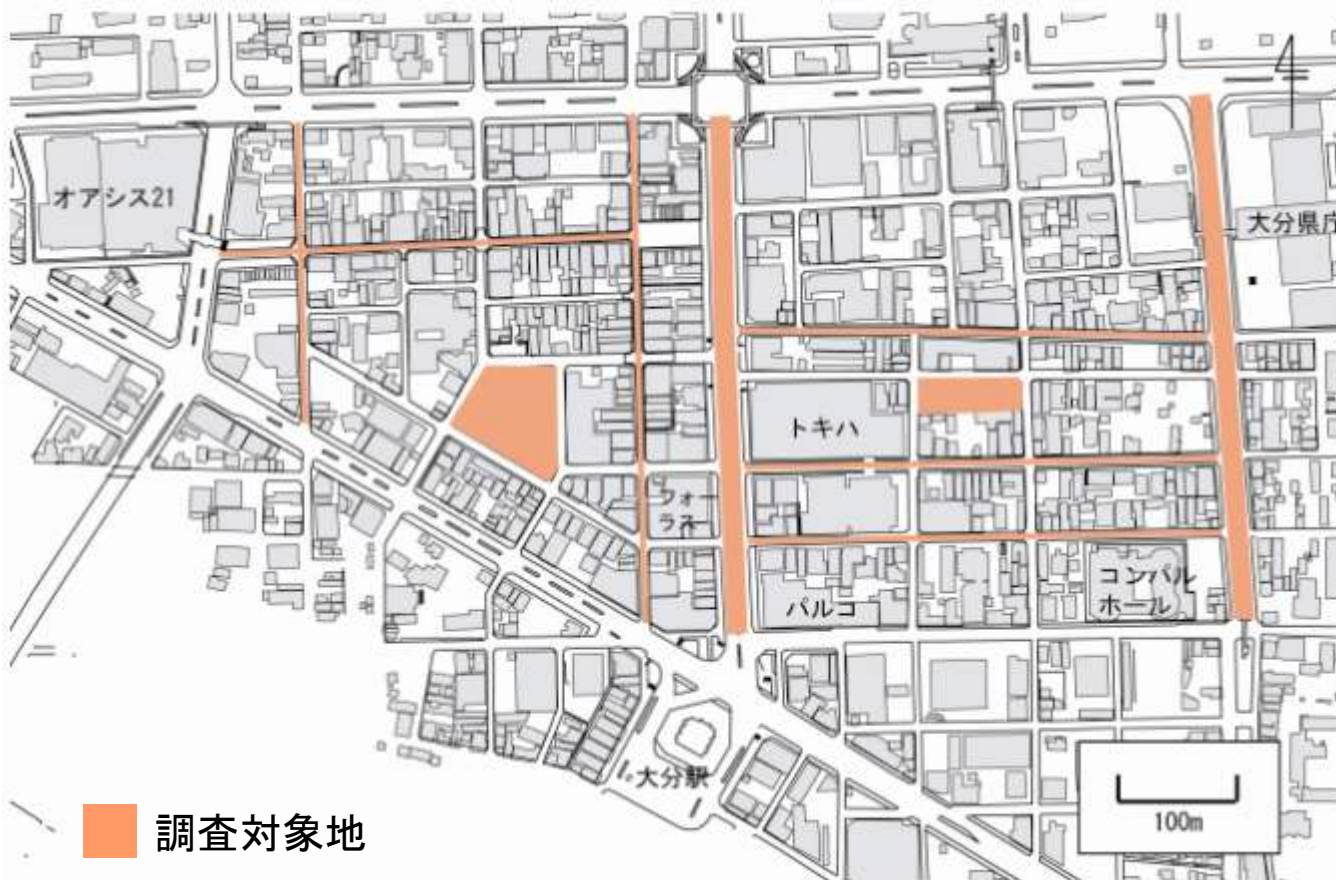 オアシス21
大分県庁
トキハ
フォー
ラス
コンパル
ホール
パルコ
大分駅
100m
調査対象地